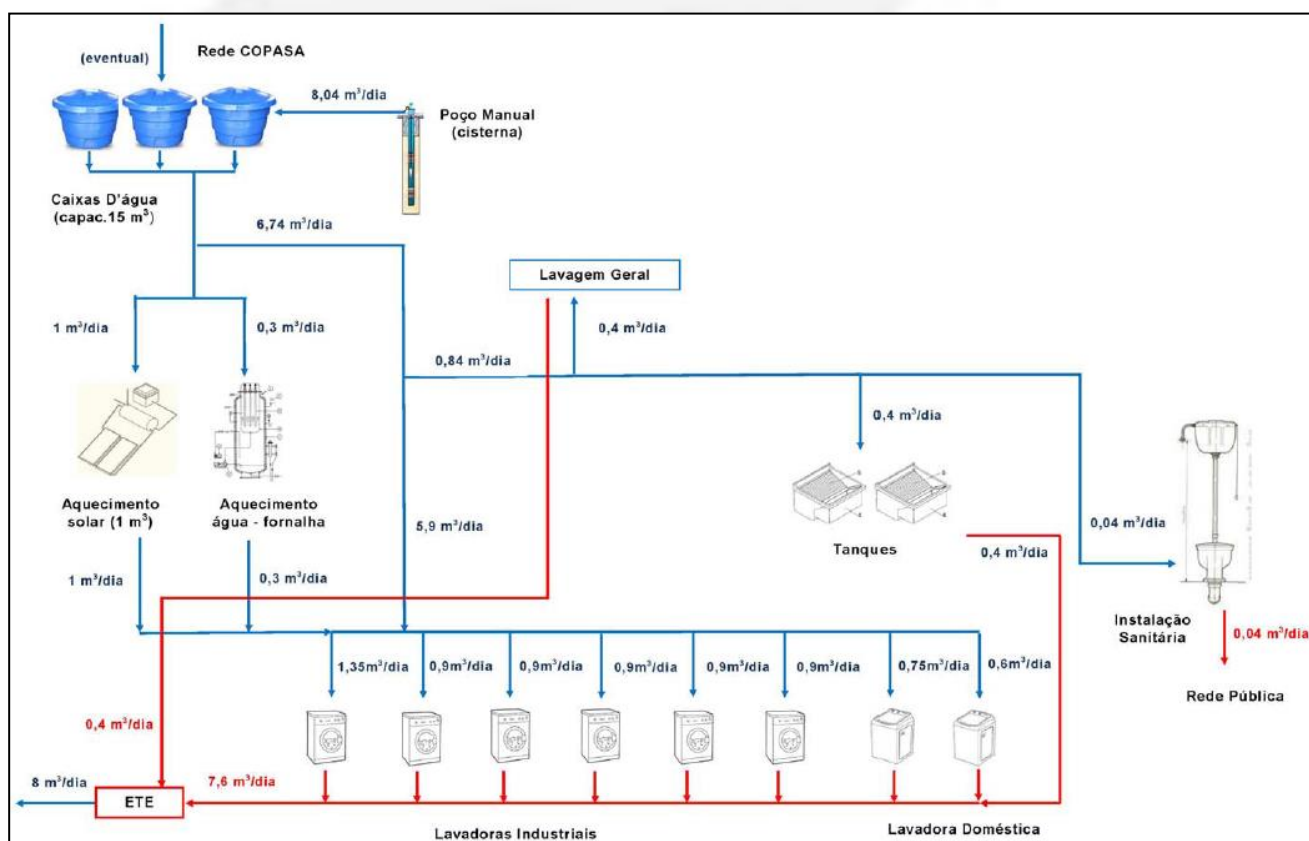 Rede COPASA
(eventual)
8,04 m³/dia
Poço Manual
(cisterna)
Caixas D'água
(capac.15 m³)
6,74 m³/dia
Lavagem Geral
1 m³/dia
0,3 m³/dia
0,4 m³/dia
0,84 m³/dia
0,4 m³/dia
Aquecimento
solar (1 m³)
Aquecimento
água - fornalha
5,9 m³/dia
Tanques
0,04 m³/dia
0,4 m³/dia
1 m³/dia
0,3 m³/dia
Instalação
Sanitária
0,04 m³/dia
Rede Pública
1,35m³/dia
0,9m³/dia
0,9m³/dia
0,9m³/dia
0,9m³/dia
0,9m³/dia
0,75m³/dia
0,6m³/dia
0,4 m³/dia
8 m³/dia
ETE
7,6 m³/dia
Lavadoras Industriais
Lavadora Doméstica